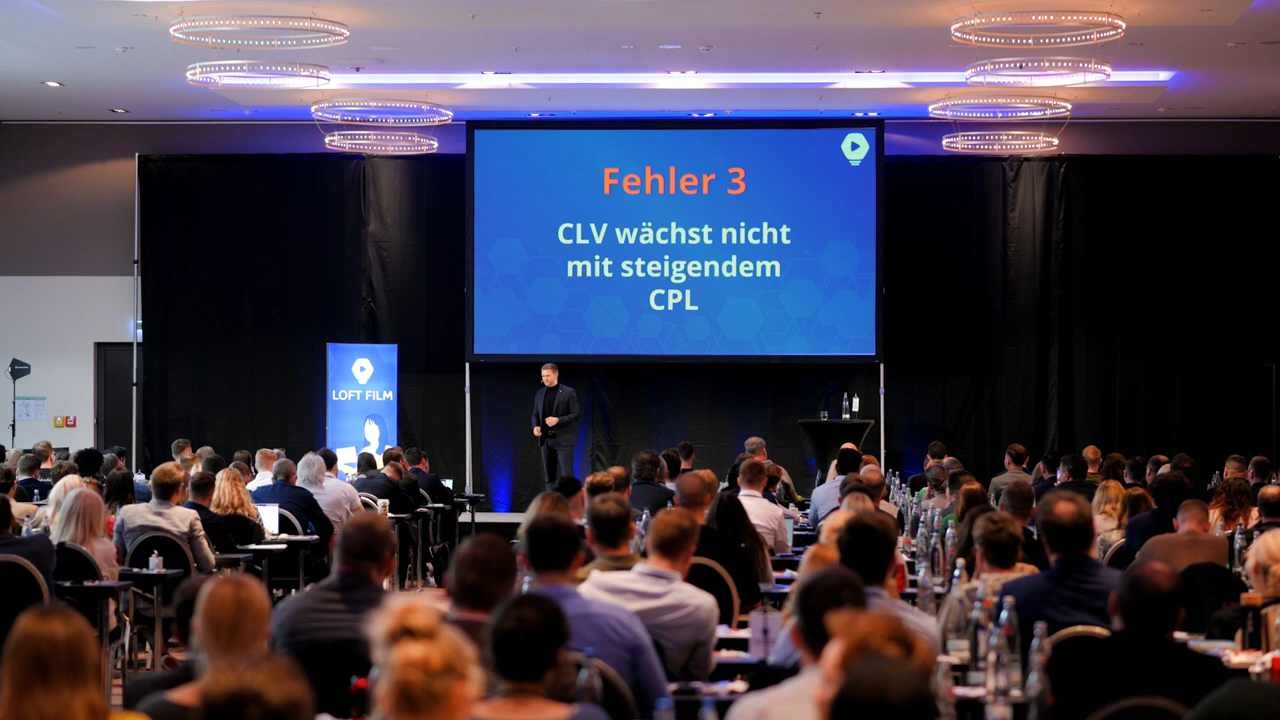 Fehler 3
CLV wächst nicht
mit steigendem
CPL
LOFT FILM